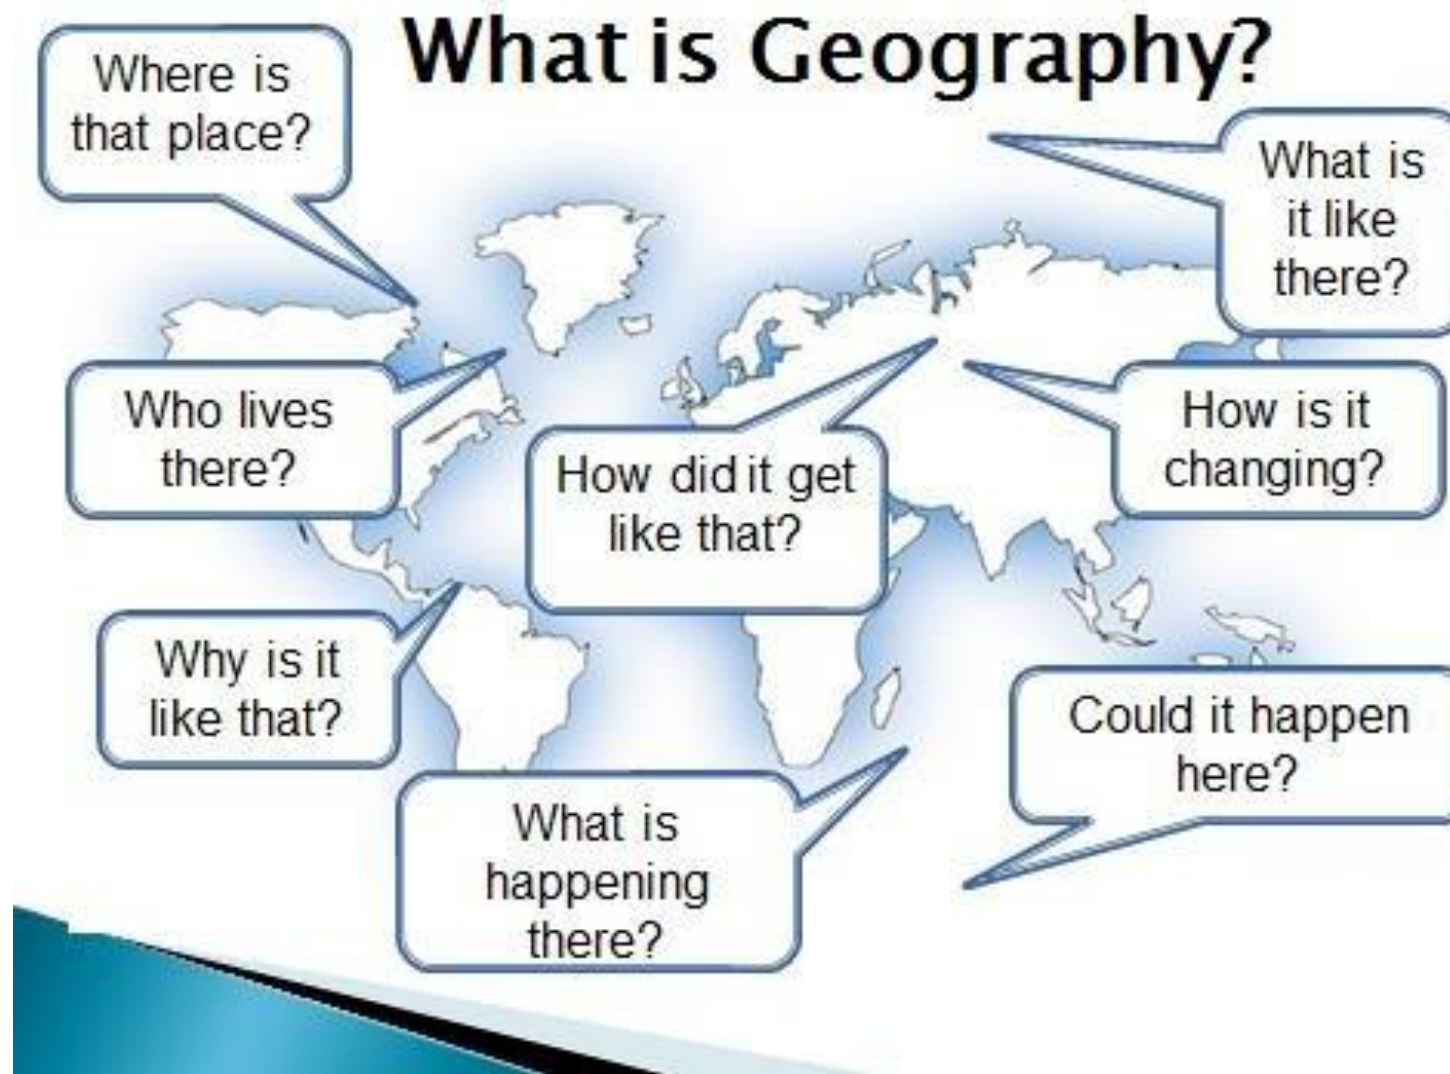 What is Geography?
Where is
that place?
What is
it like
there?
Who lives
there?
How did it get
like that?
How is it
changing?
Why is it
like that?
Could it happen
here?
What is
happening
there?